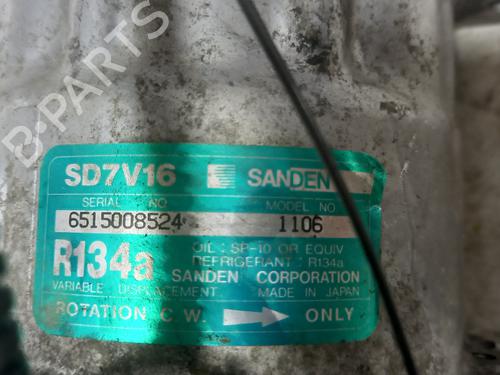 SD7V16 SANDEN
SERIAL NO MODEL NO
6515008524 1106
OIL : SP-10 OR EQUIV
REFRIGERANT : R134a
R134a SANDEN CORPORATION
VARIABLE DISPLACEMENT. MADE IN JAPAN
ROTATION C.W. ONLY
B-PARTS